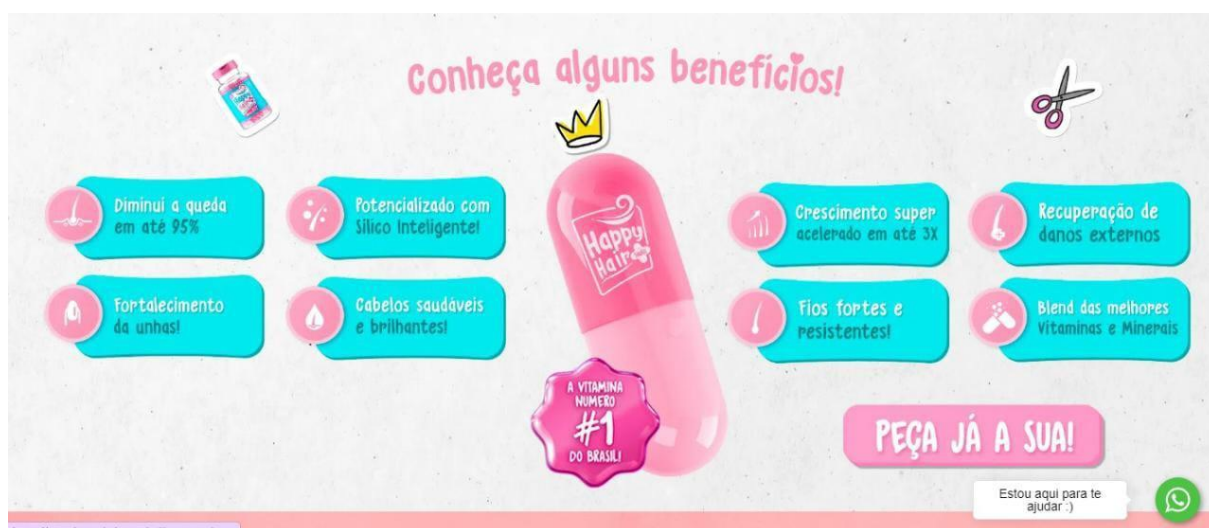 Conheça alguns benefícios!
Diminui a queda
em até 95%
Potencializado com
Sílico Inteligente!
Crescimento super
acelerado em até 3X
Recuperação de
danos externos
Fortalecimento
da unhas!
Cabelos saudáveis
e brilhantes!
Fios fortes e
resistentes!
Blend das melhores
Vitaminas e Minerais
Happy
Hair
A VITAMINA
NUMERO
#1
DO BRASIL!
PEÇA JÁ A SUA!
Estou aqui para te
ajudar :)